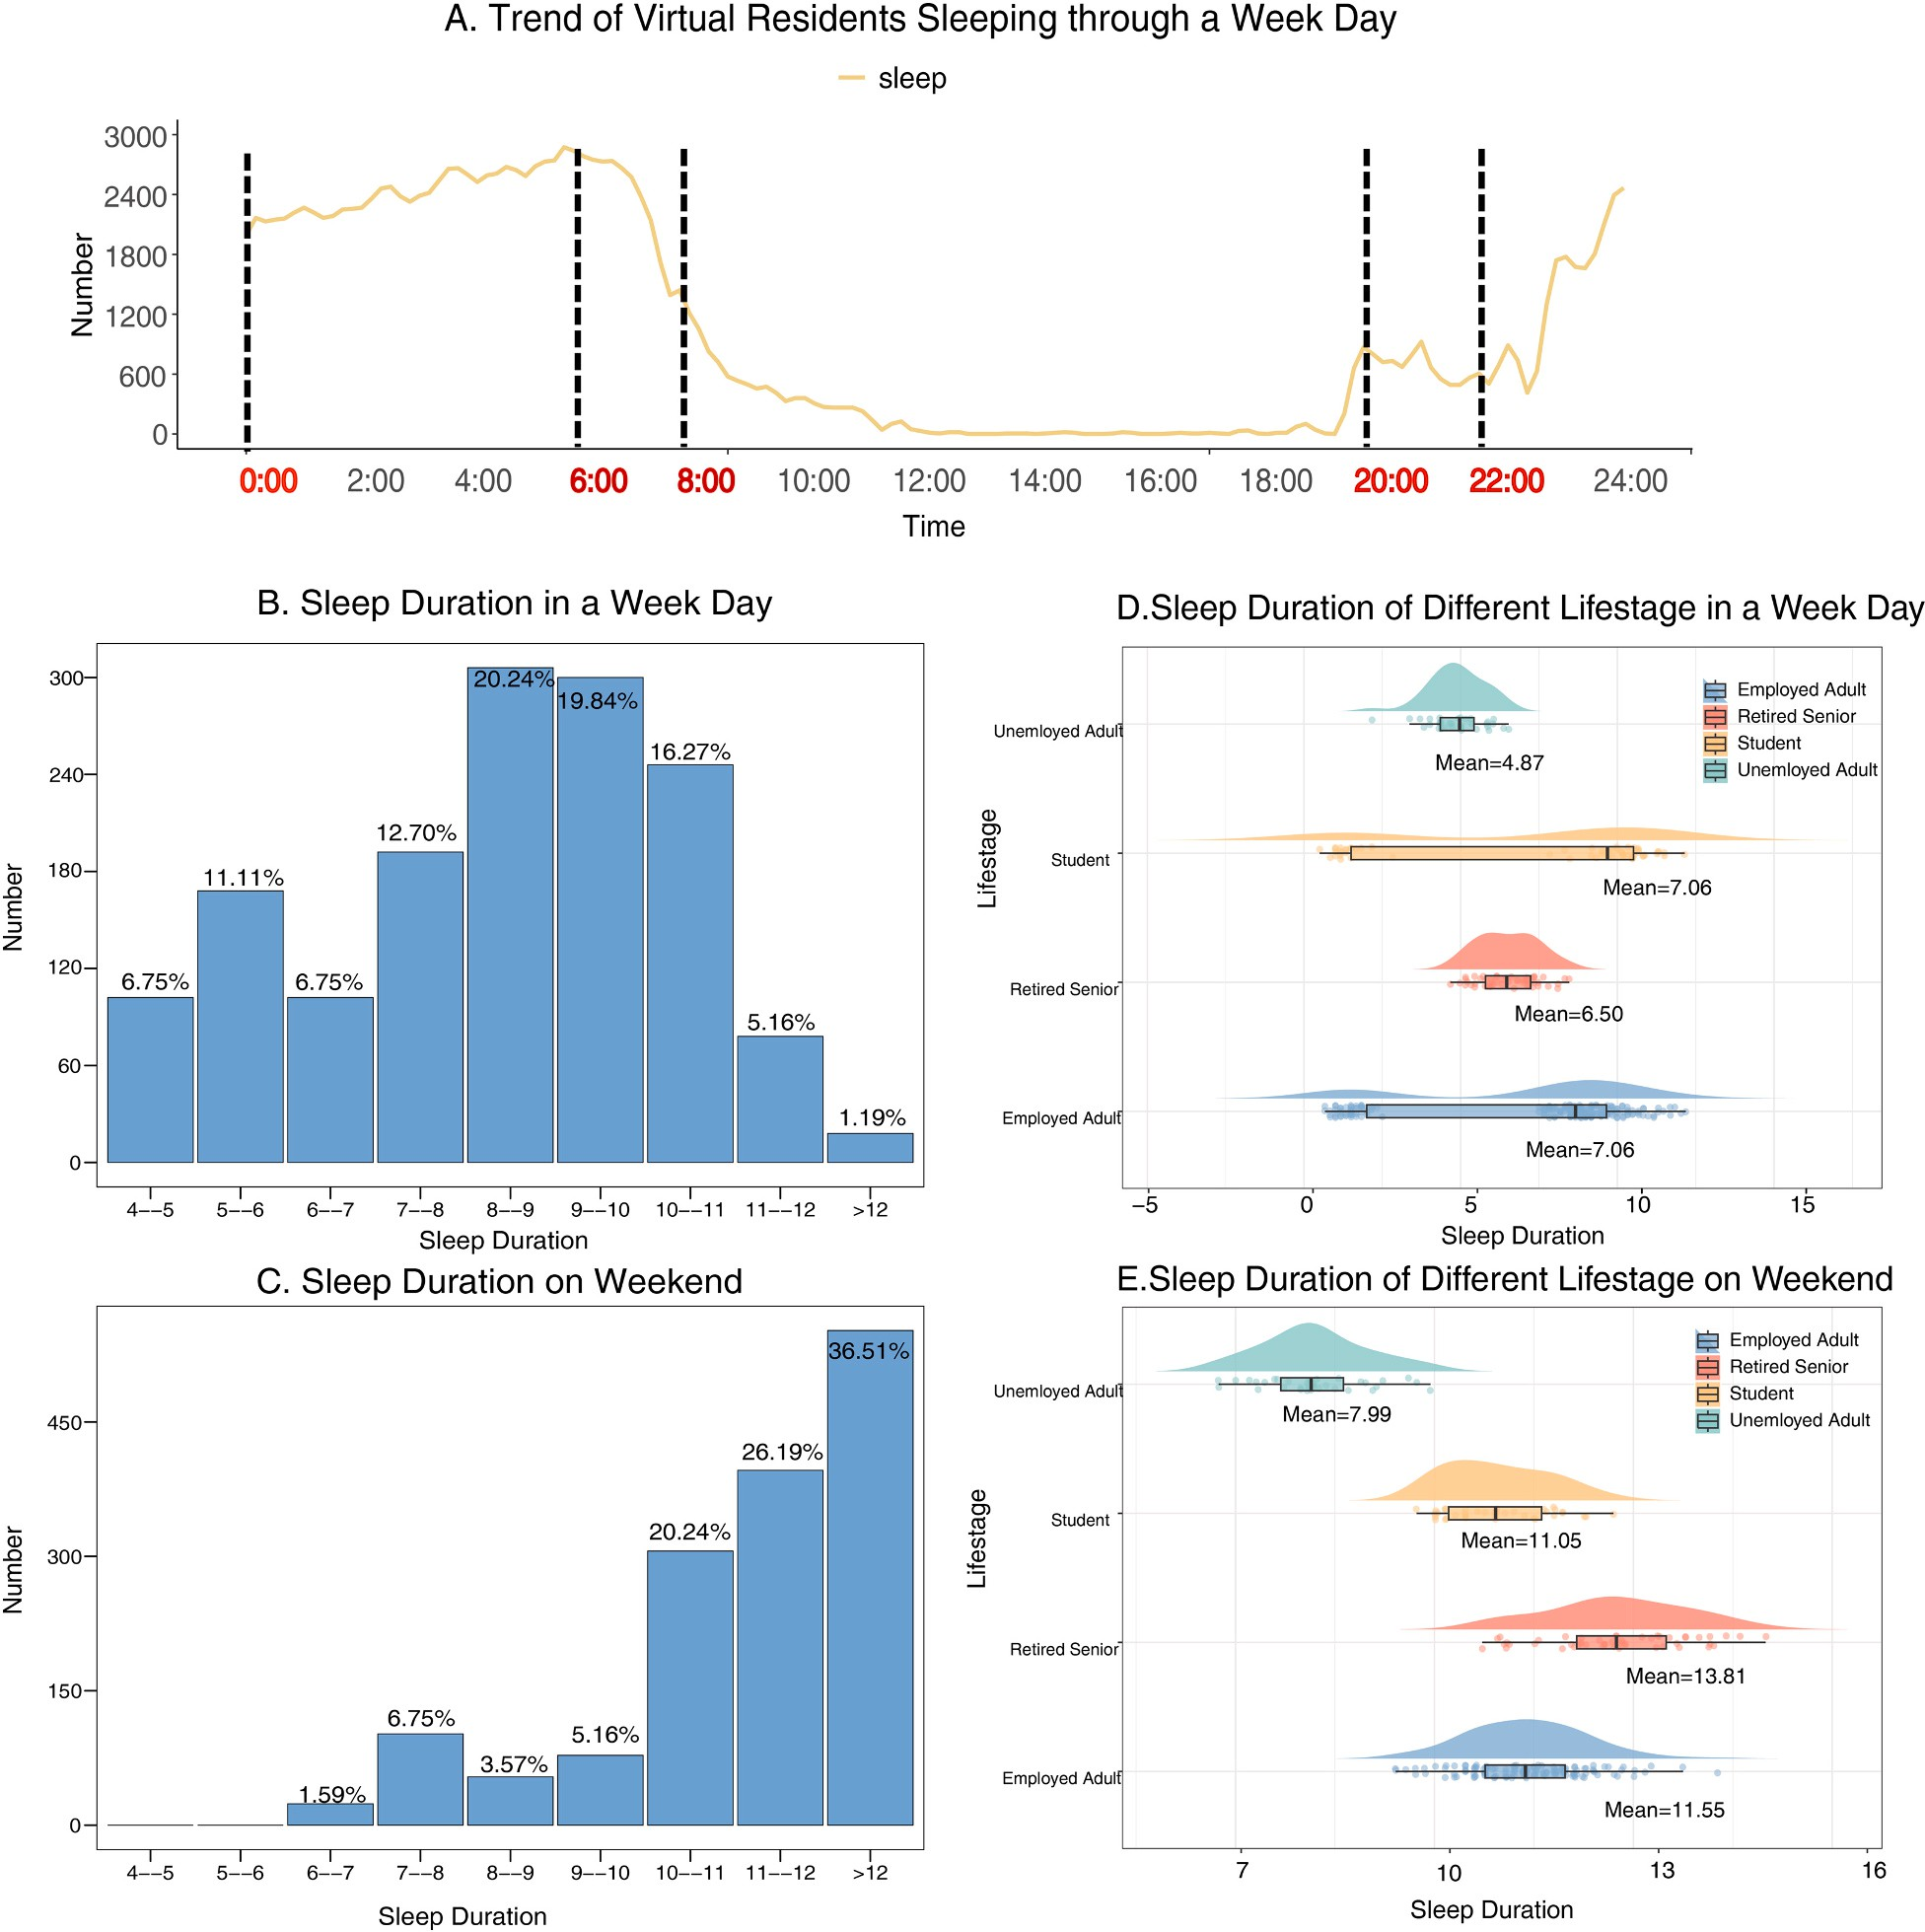 A. Trend of Virtual Residents Sleeping through a Week Day
sleep
3000
2400
1800
1200
600
0
Number
0:00 2:00 4:00 6:00 8:00 10:00 12:00 14:00 16:00 18:00 20:00 22:00 24:00
Time
B. Sleep Duration in a Week Day
300
240
180
120
60
0
Number
6.75%
11.11%
6.75%
12.70%
20.24%
19.84%
16.27%
5.16%
1.19%
4--5 5--6 6--7 7--8 8--9 9--10 10--11 11--12 >12
Sleep Duration
C. Sleep Duration on Weekend
450
300
150
0
Number
1.59%
6.75%
3.57%
5.16%
20.24%
26.19%
36.51%
4--5 5--6 6--7 7--8 8--9 9--10 10--11 11--12 >12
Sleep Duration
D.Sleep Duration of Different Lifestage in a Week Day
Employed Adult
Retired Senior
Student
Unemloyed Adult
Lifestage
Unemloyed Adult
Mean=4.87
Student
Mean=7.06
Retired Senior
Mean=6.50
Employed Adult
Mean=7.06
−5 0 5 10 15
Sleep Duration
E.Sleep Duration of Different Lifestage on Weekend
Employed Adult
Retired Senior
Student
Unemloyed Adult
Lifestage
Unemloyed Adult
Mean=7.99
Student
Mean=11.05
Retired Senior
Mean=13.81
Employed Adult
Mean=11.55
7 10 13 16
Sleep Duration